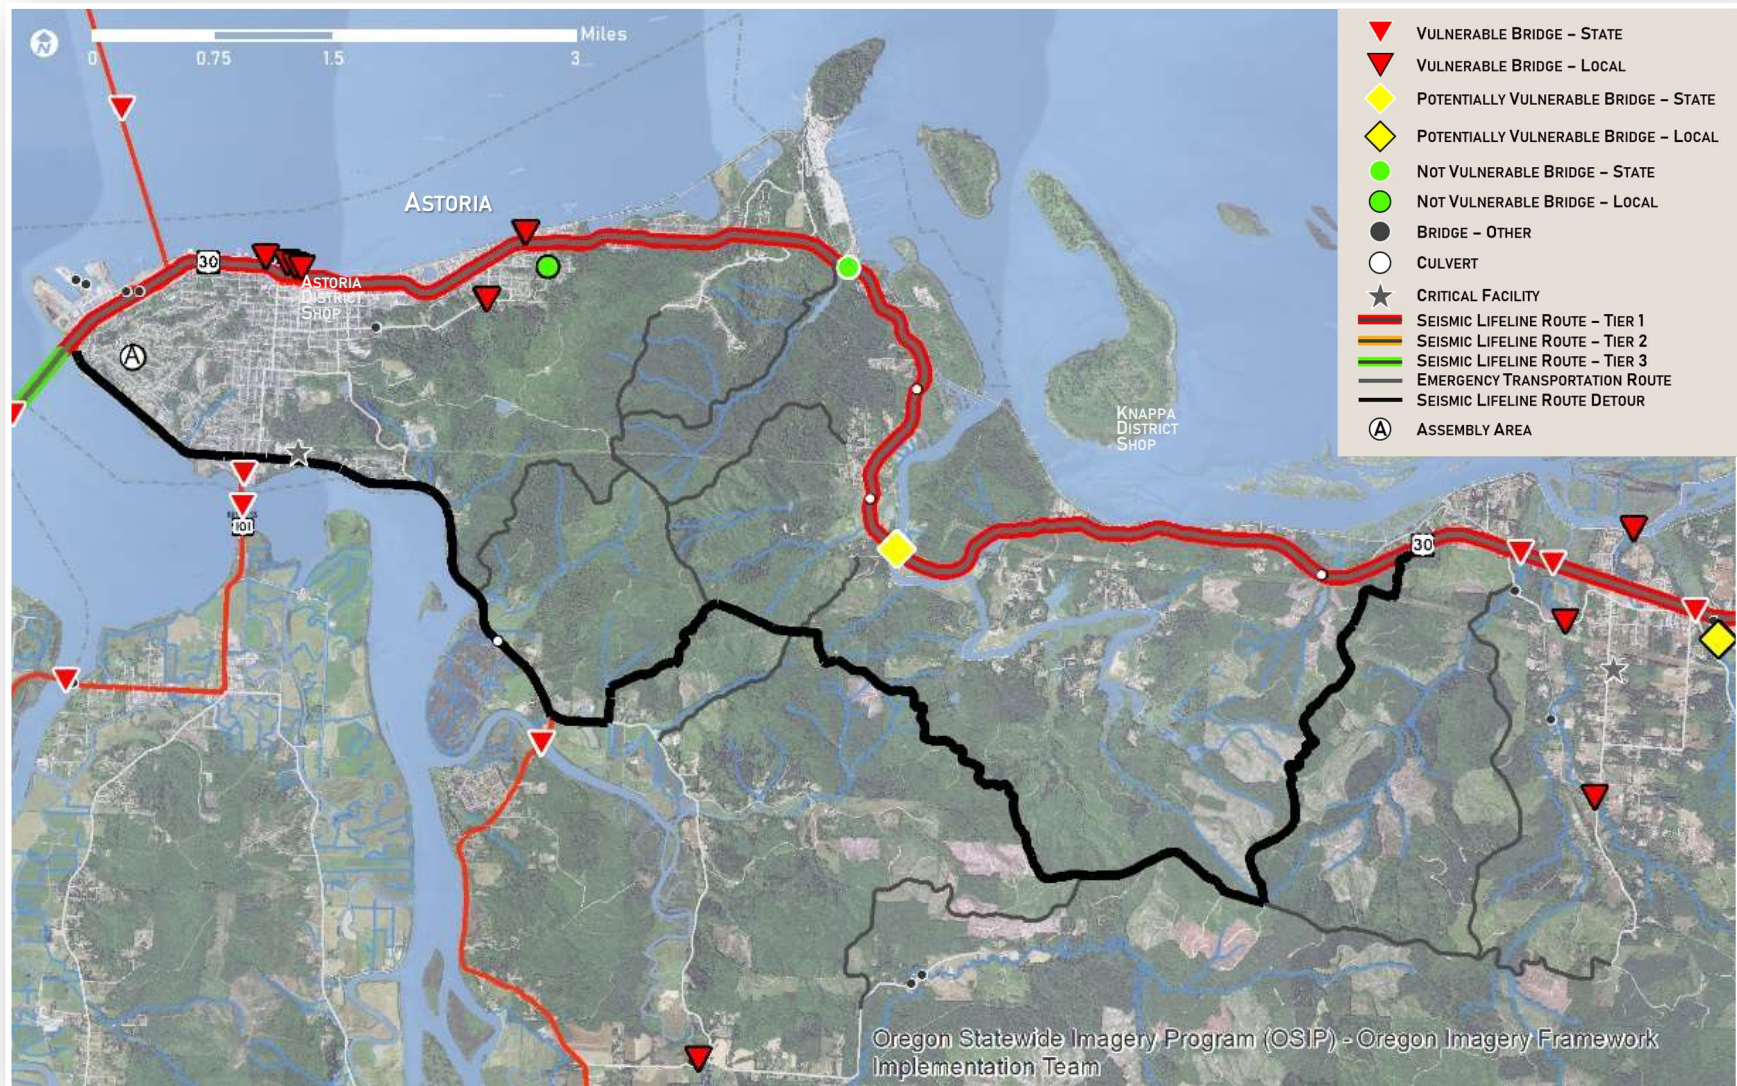 N
Miles
0 0.75 1.5 3
ASTORIA
30
ASTORIA
DISTRICT
SHOP
A
101
KNAPPA
DISTRICT
SHOP
30
VULNERABLE BRIDGE – STATE
VULNERABLE BRIDGE – LOCAL
POTENTIALLY VULNERABLE BRIDGE – STATE
POTENTIALLY VULNERABLE BRIDGE – LOCAL
NOT VULNERABLE BRIDGE – STATE
NOT VULNERABLE BRIDGE – LOCAL
BRIDGE – OTHER
CULVERT
CRITICAL FACILITY
SEISMIC LIFELINE ROUTE – TIER 1
SEISMIC LIFELINE ROUTE – TIER 2
SEISMIC LIFELINE ROUTE – TIER 3
EMERGENCY TRANSPORTATION ROUTE
SEISMIC LIFELINE ROUTE DETOUR
A ASSEMBLY AREA
Oregon Statewide Imagery Program (OSIP) - Oregon Imagery Framework
Implementation Team